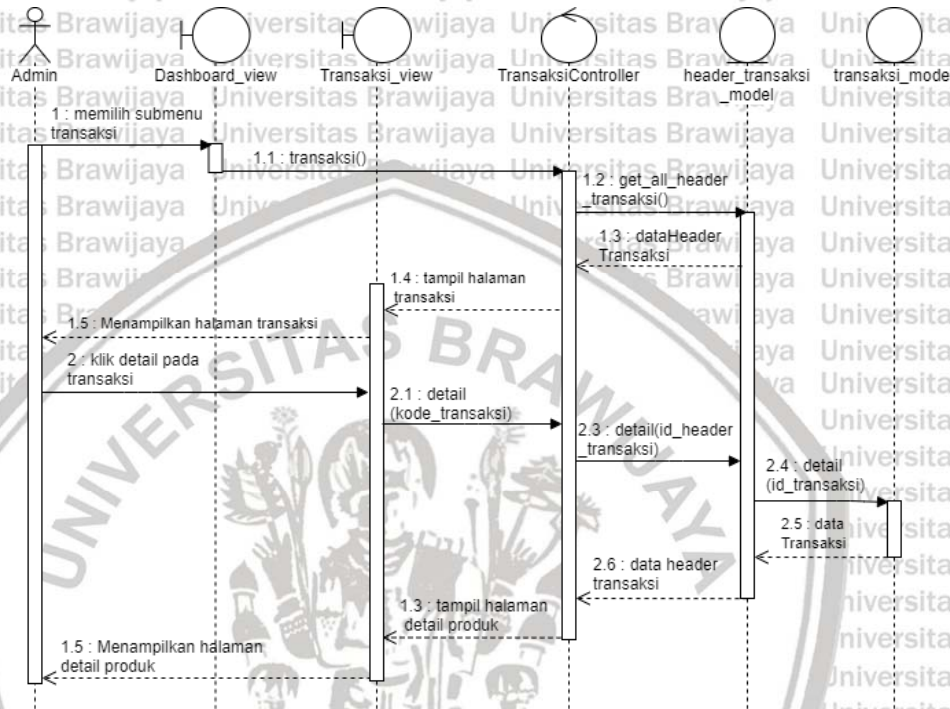 Admin
Dashboard_view
Transaksi_view
TransaksiController
header_transaksi
_model
transaksi_mode
1 : memilih submenu
transaksi
1.1 : transaksi()
1.2 : get_all_header
_transaksi()
1.3 : dataHeader
Transaksi
1.4 : tampil halaman
transaksi
1.5 : Menampilkan halaman transaksi
2 : klik detail pada
transaksi
2.1 : detail
(kode_transaksi)
2.3 : detail(id_header
_transaksi)
2.4 : detail
(id_transaksi)
2.5 : data
Transaksi
2.6 : data header
transaksi
1.3 : tampil halaman
detail produk
1.5 : Menampilkan halaman
detail produk
UNIVERSITAS BRAWIJAYA